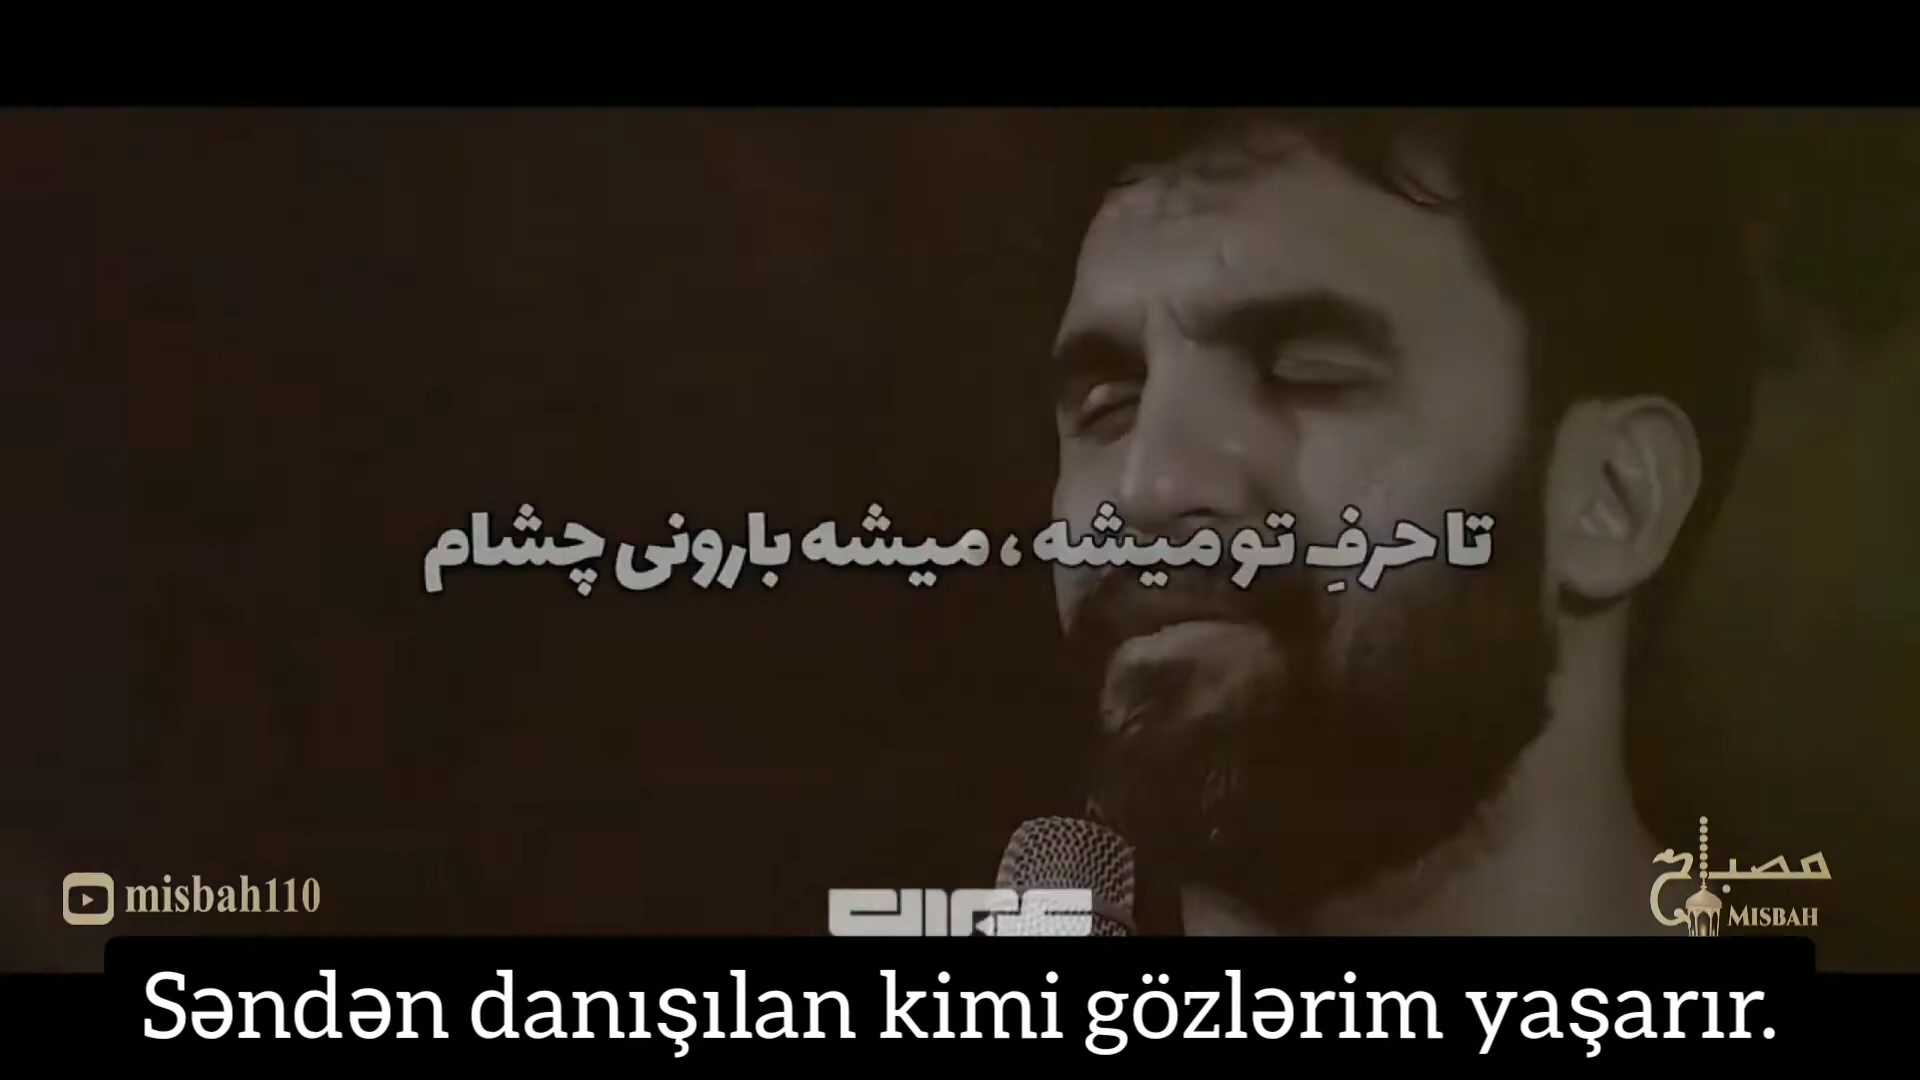 تا حرفِ تو میشه ، میشه بارونی چشام
misbah110
مصباح
MISBAH
Səndən danışılan kimi gözlərim yaşarır.